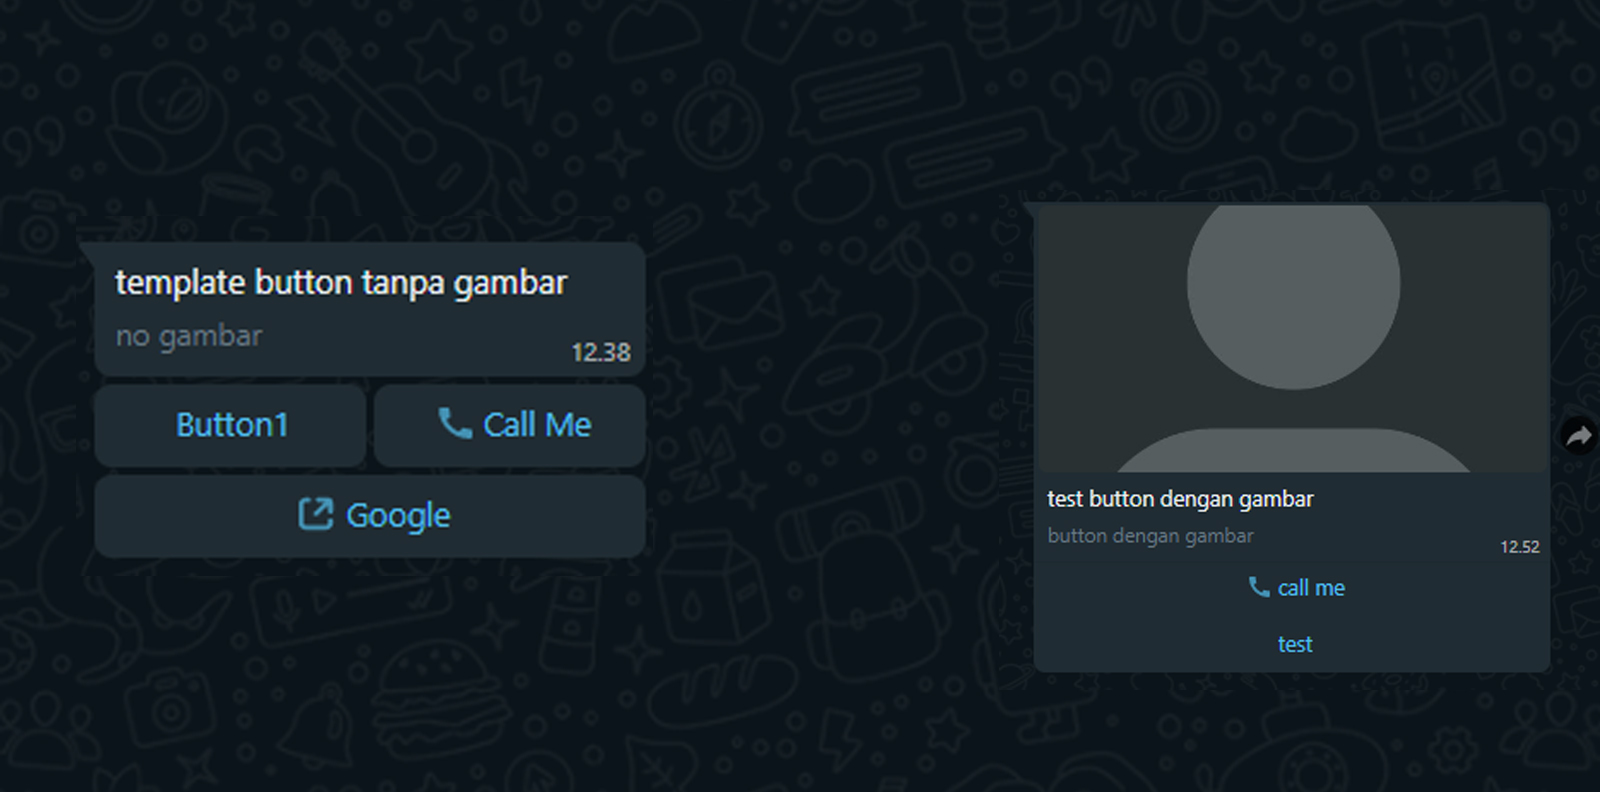 template button tanpa gambar
no gambar
12.38
Button1
Call Me
Google
test button dengan gambar
button dengan gambar
12.52
call me
test